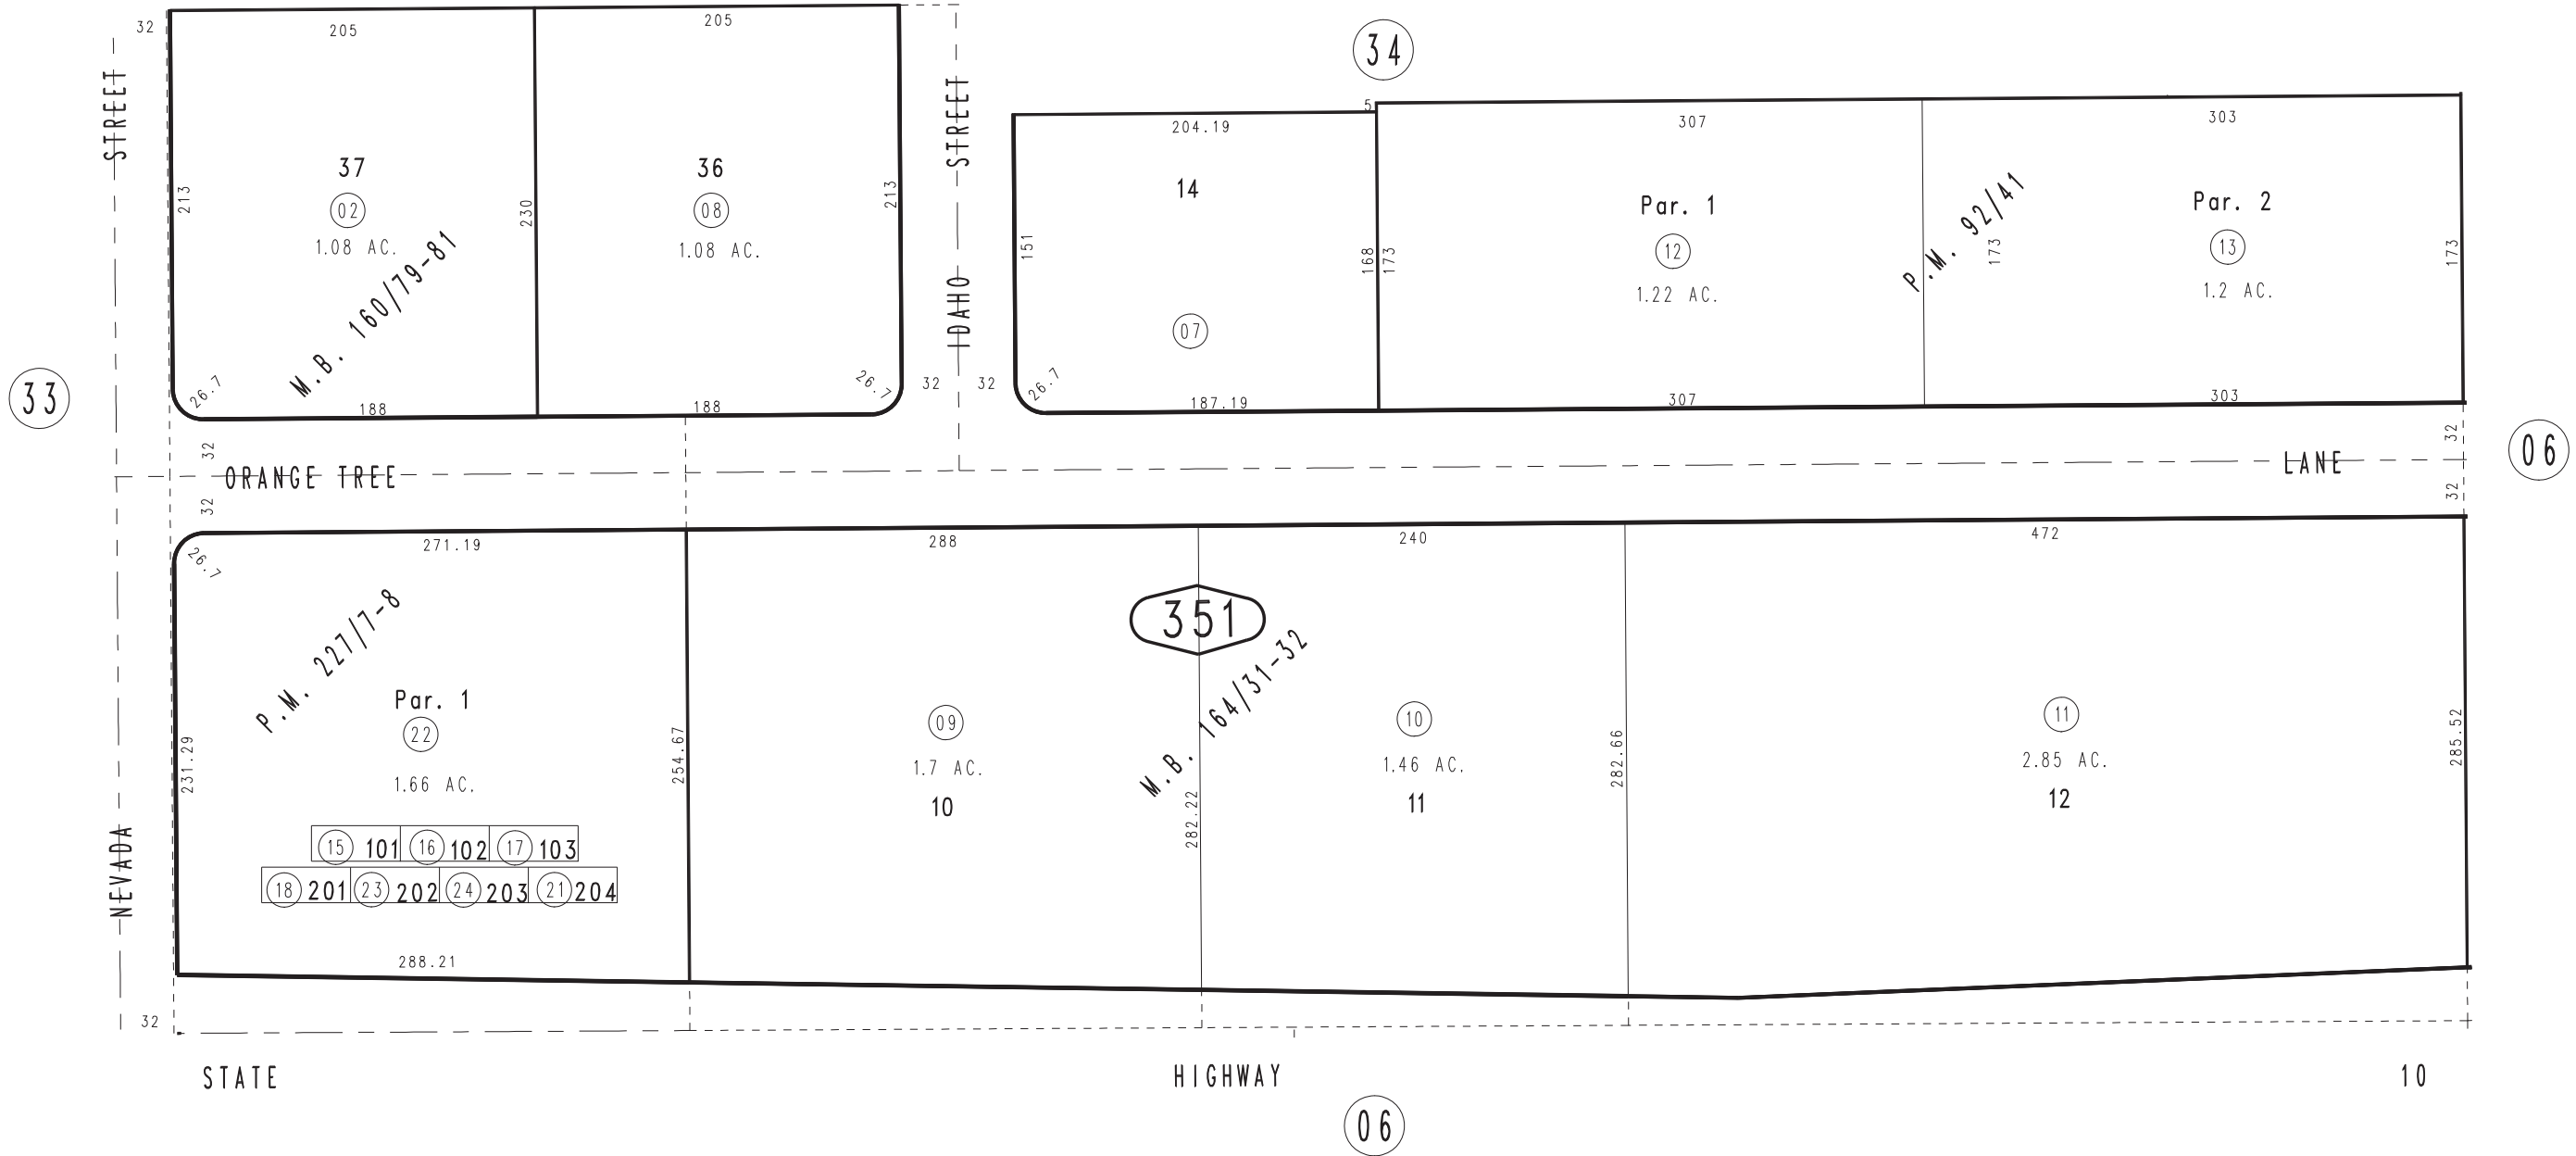 32
205
205
34
STREET
STREET
5
204.19
307
303
37
02
1.08 AC.
36
08
1.08 AC.
14
07
Par. 1
12
1.22 AC.
Par. 2
13
1.2 AC.
213
230
213
151
168
173
173
173
M.B. 160/79-81
P.M. 92/41
IDAHO
33
26.7
188
188
26.7
32
32
26.7
187.19
307
303
32
32
06
ORANGE TREE
LANE
32
32
26.7
271.19
288
240
472
351
P.M. 227/7-8
M.B. 164/31-32
Par. 1
22
1.66 AC.
09
1.7 AC.
10
10
1.46 AC.
11
11
2.85 AC.
12
231.29
254.67
282.22
282.66
285.52
15 101 16 102 17 103
18 201 23 202 24 203 21 204
NEVADA
288.21
32
STATE HIGHWAY 10
06